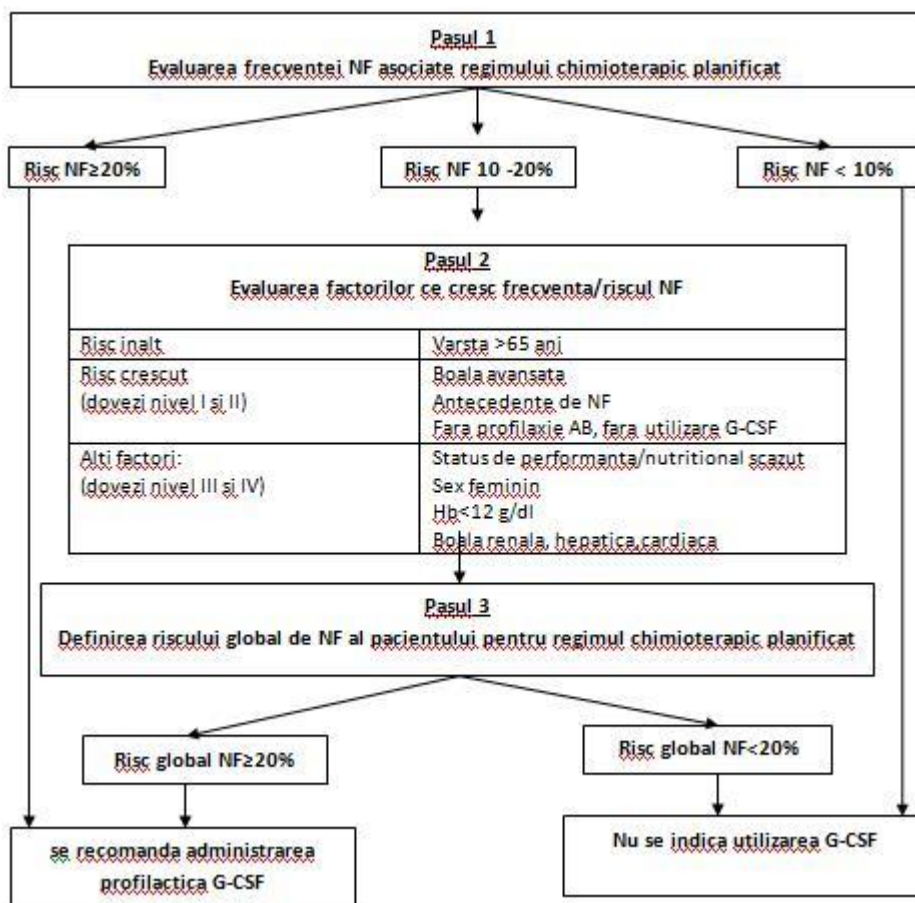 Pasul 1
Evaluarea frecventei NF asociate regimului chimioterapic planificat
Risc NF≥20%
Risc NF 10 -20%
Risc NF < 10%
Pasul 2
Evaluarea factorilor ce cresc frecventa/riscul NF
Risc inalt
Varsta >65 ani
Risc crescut
(dovezi nivel I si II)
Boala avansata
Antecedente de NF
Fara profilaxie AB, fara utilizare G-CSF
Alti factori:
(dovezi nivel III si IV)
Status de performanta/nutritional scazut
Sex feminin
Hb<12 g/dl
Boala renala, hepatica,cardiaca
Pasul 3
Definirea riscului global de NF al pacientului pentru regimul chimioterapic planificat
Risc global NF≥20%
Risc global NF<20%
se recomanda administrarea
profilactica G-CSF
Nu se indica utilizarea G-CSF